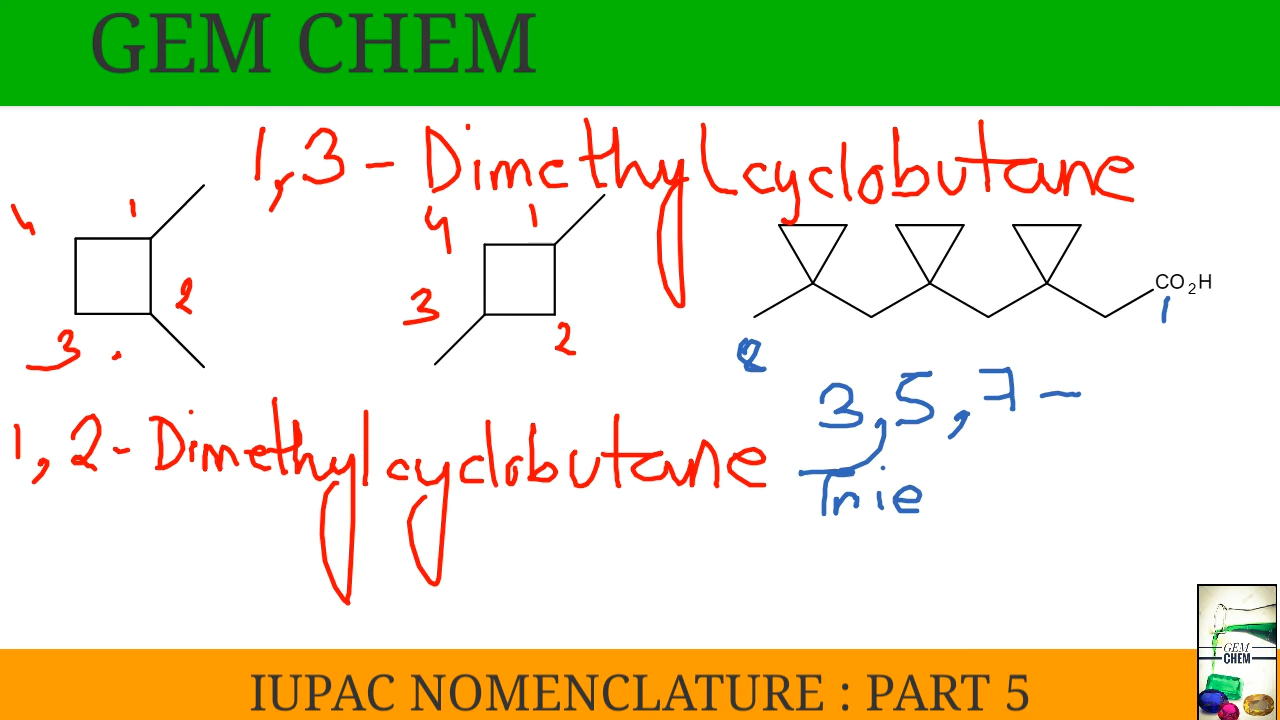 GEM CHEM
1,3-Dimethylcyclobutane
4 1
2
3
4 1
3
2
CO2H
1
8
3,5,7-
Trie
1,2-Dimethylcyclobutane
GEM
CHEM
IUPAC NOMENCLATURE : PART 5